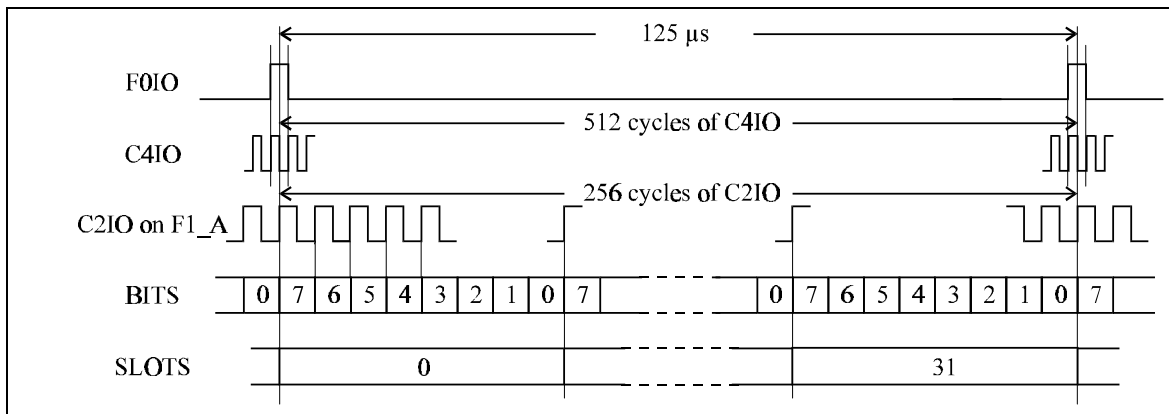 125 µs
F0IO
512 cycles of C4IO
C4IO
256 cycles of C2IO
C2IO on F1_A
BITS 0 7 6 5 4 3 2 1 0 7 0 7 6 5 4 3 2 1 0 7
SLOTS 0 31